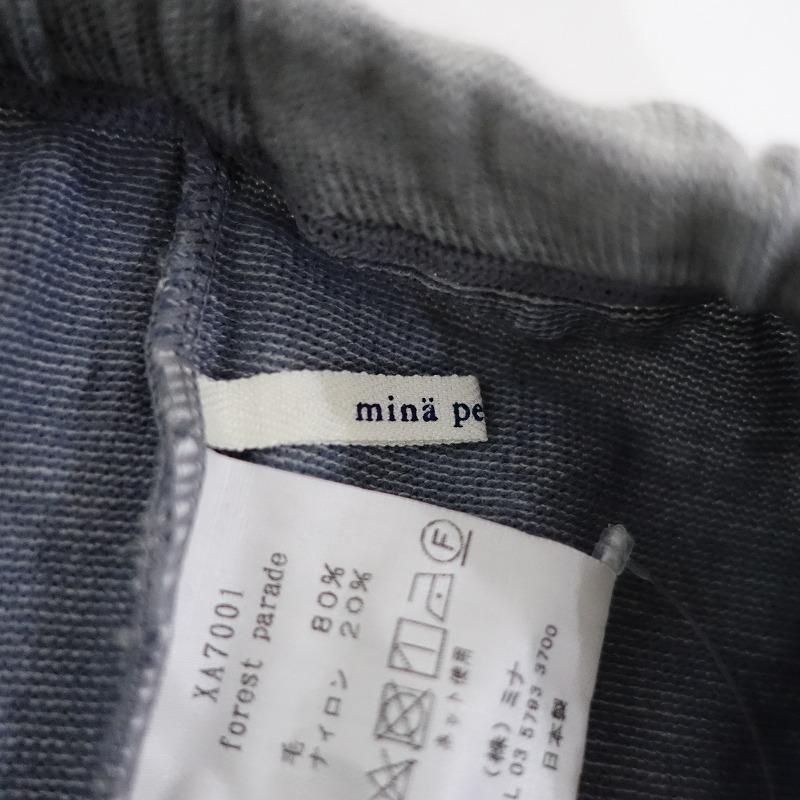 minä pe
XA7001
forest parade
毛 80%
ナイロン 20%
F
ネット使用
(株) ミナ
L 03 5793 3700
日本製